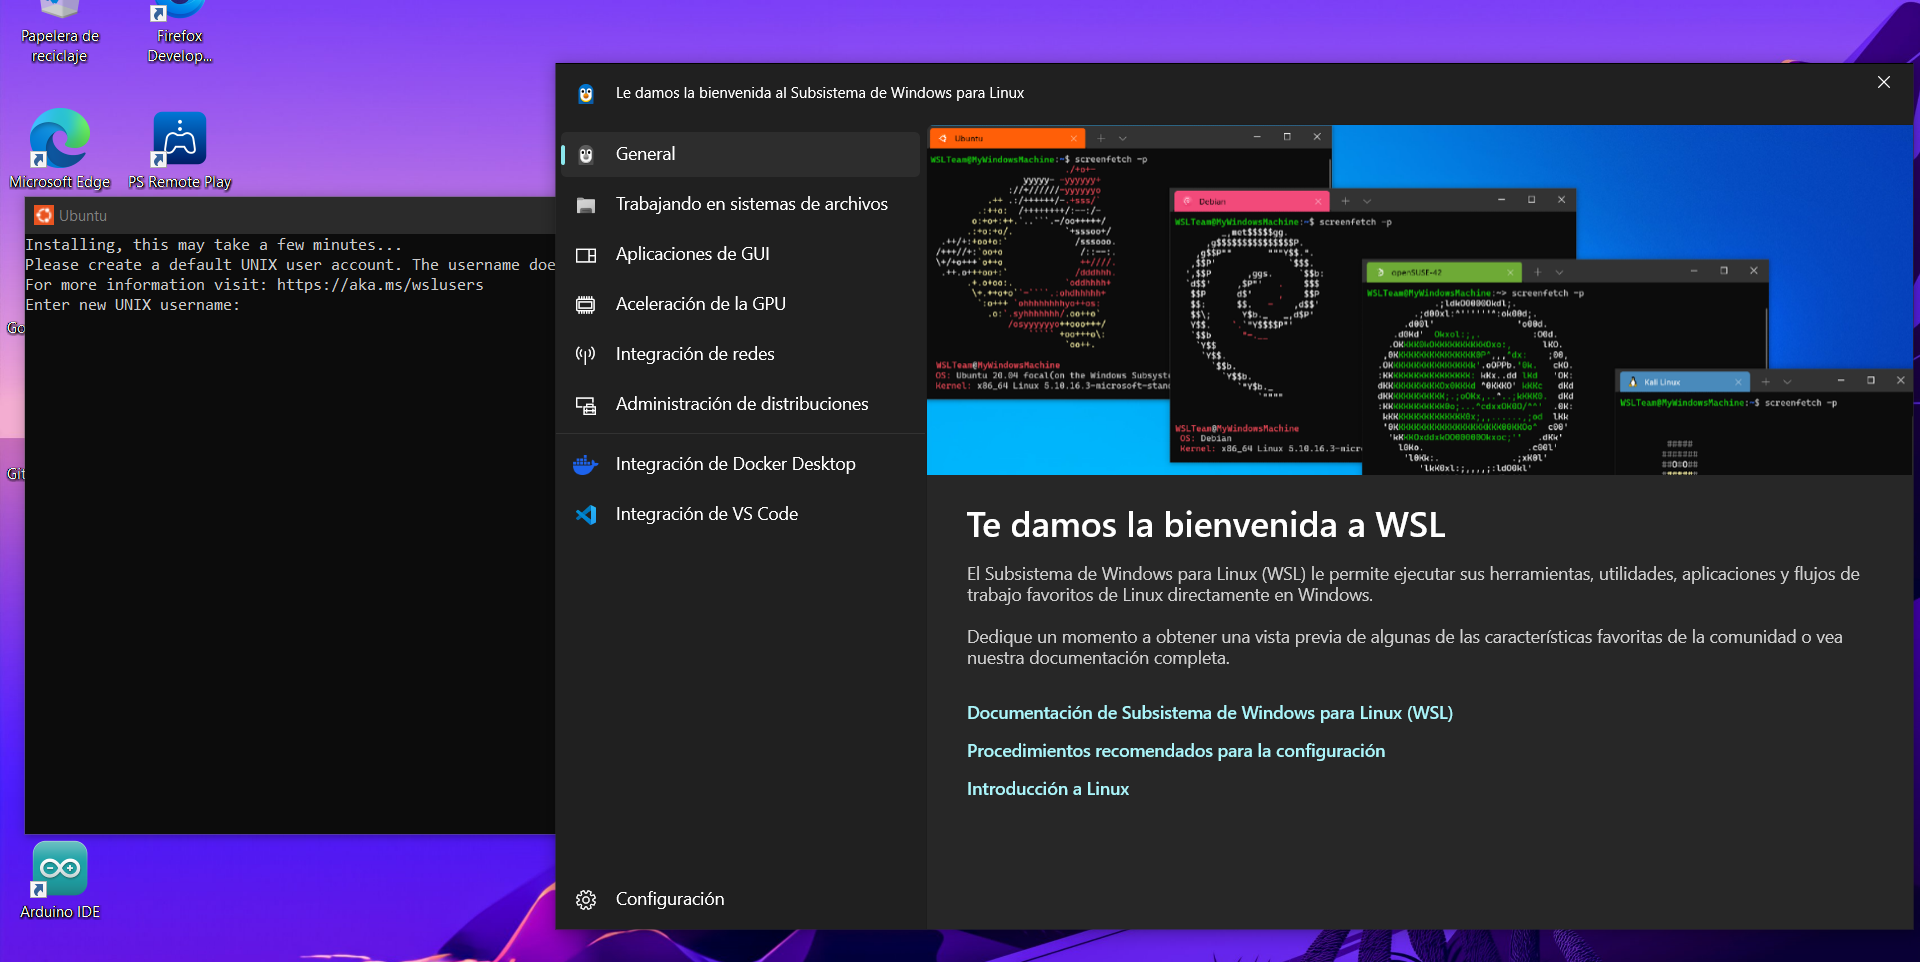 Papelera de
reciclaje
Firefox
Develop...
Microsoft Edge
PS Remote Play
Ubuntu
Installing, this may take a few minutes...
Please create a default UNIX user account. The username doe
For more information visit: https://aka.ms/wslusers
Enter new UNIX username:
Go
Git
Arduino IDE
Le damos la bienvenida al Subsistema de Windows para Linux
General
Trabajando en sistemas de archivos
Aplicaciones de GUI
Aceleración de la GPU
Integración de redes
Administración de distribuciones
Integración de Docker Desktop
Integración de VS Code
Configuración
Ubuntu
WSLTeam@MyWindowsMachine:~$ screenfetch -p
WSLTeam@MyWindowsMachine
OS: Ubuntu 20.04 focal(on the Windows Subsyst
Kernel: x86_64 Linux 5.10.16.3-microsoft-stan
Debian
WSLTeam@MyWindowsMachine:~$ screenfetch -p
WSLTeam@MyWindowsMachine
OS: Debian
Kernel: x86_64 Linux 5.10.16.3-micr
openSUSE-42
WSLTeam@MyWindowsMachine:~> screenfetch -p
Kali Linux
WSLTeam@MyWindowsMachine:~$ screenfetch -p
Te damos la bienvenida a WSL
El Subsistema de Windows para Linux (WSL) le permite ejecutar sus herramientas, utilidades, aplicaciones y flujos de
trabajo favoritos de Linux directamente en Windows.
Dedique un momento a obtener una vista previa de algunas de las características favoritas de la comunidad o vea
nuestra documentación completa.
Documentación de Subsistema de Windows para Linux (WSL)
Procedimientos recomendados para la configuración
Introducción a Linux